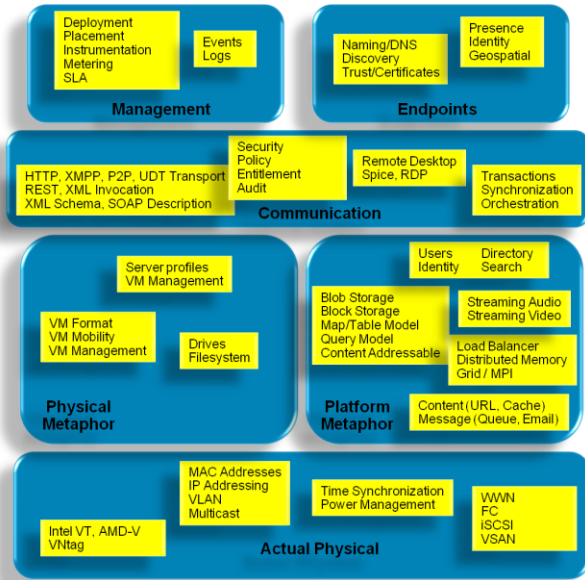 Deployment
Placement
Instrumentation
Metering
SLA
Events
Logs
Management
Naming/DNS
Discovery
Trust/Certificates
Presence
Identity
Geospatial
Endpoints
HTTP, XMPP, P2P, UDT Transport
REST, XML Invocation
XML Schema, SOAP Description
Security
Policy
Entitlement
Audit
Remote Desktop
Spice, RDP
Transactions
Synchronization
Orchestration
Communication
Server profiles
VM Management
VM Format
VM Mobility
VM Management
Drives
Filesystem
Physical
Metaphor
Users Directory
Identity Search
Blob Storage
Block Storage
Map/Table Model
Query Model
Content Addressable
Streaming Audio
Streaming Video
Load Balancer
Distributed Memory
Grid / MPI
Content (URL, Cache)
Message (Queue, Email)
Platform
Metaphor
Intel VT, AMD-V
VNtag
MAC Addresses
IP Addressing
VLAN
Multicast
Time Synchronization
Power Management
WWN
FC
iSCSI
VSAN
Actual Physical